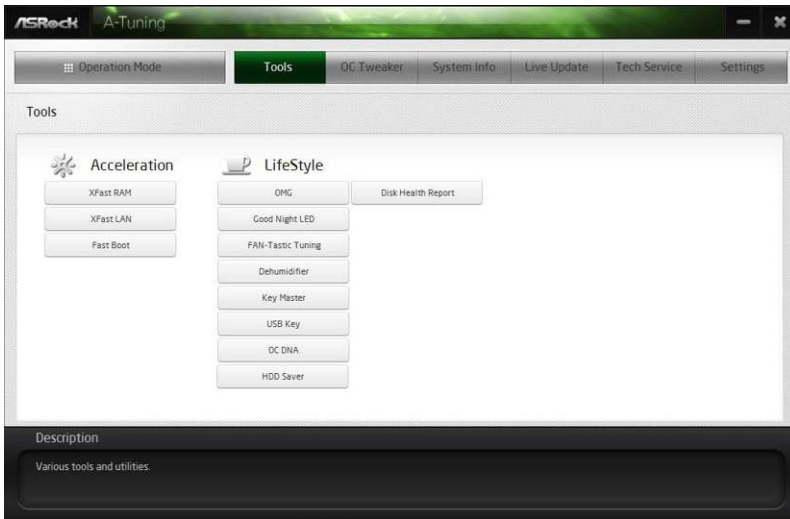 ASRock A-Tuning
Operation Mode Tools OC Tweaker System Info Live Update Tech Service Settings
Tools
Acceleration
XFast RAM
XFast LAN
Fast Boot
LifeStyle
OMG Disk Health Report
Good Night LED
FAN-Tastic Tuning
Dehumidifier
Key Master
USB Key
OC DNA
HDD Saver
Description
Various tools and utilities.